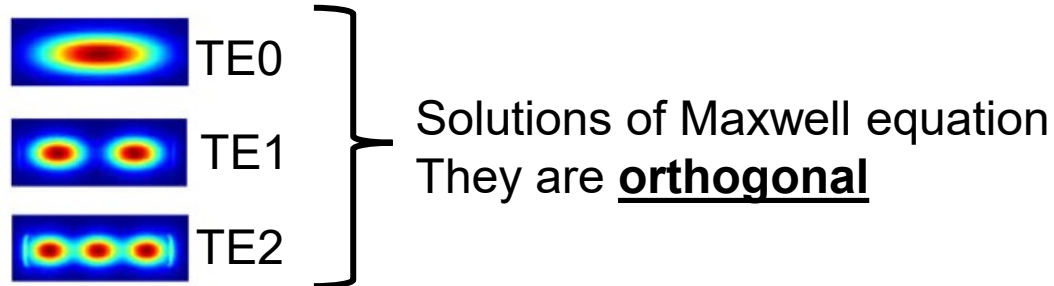 TE0
TE1
TE2
Solutions of Maxwell equation
They are orthogonal